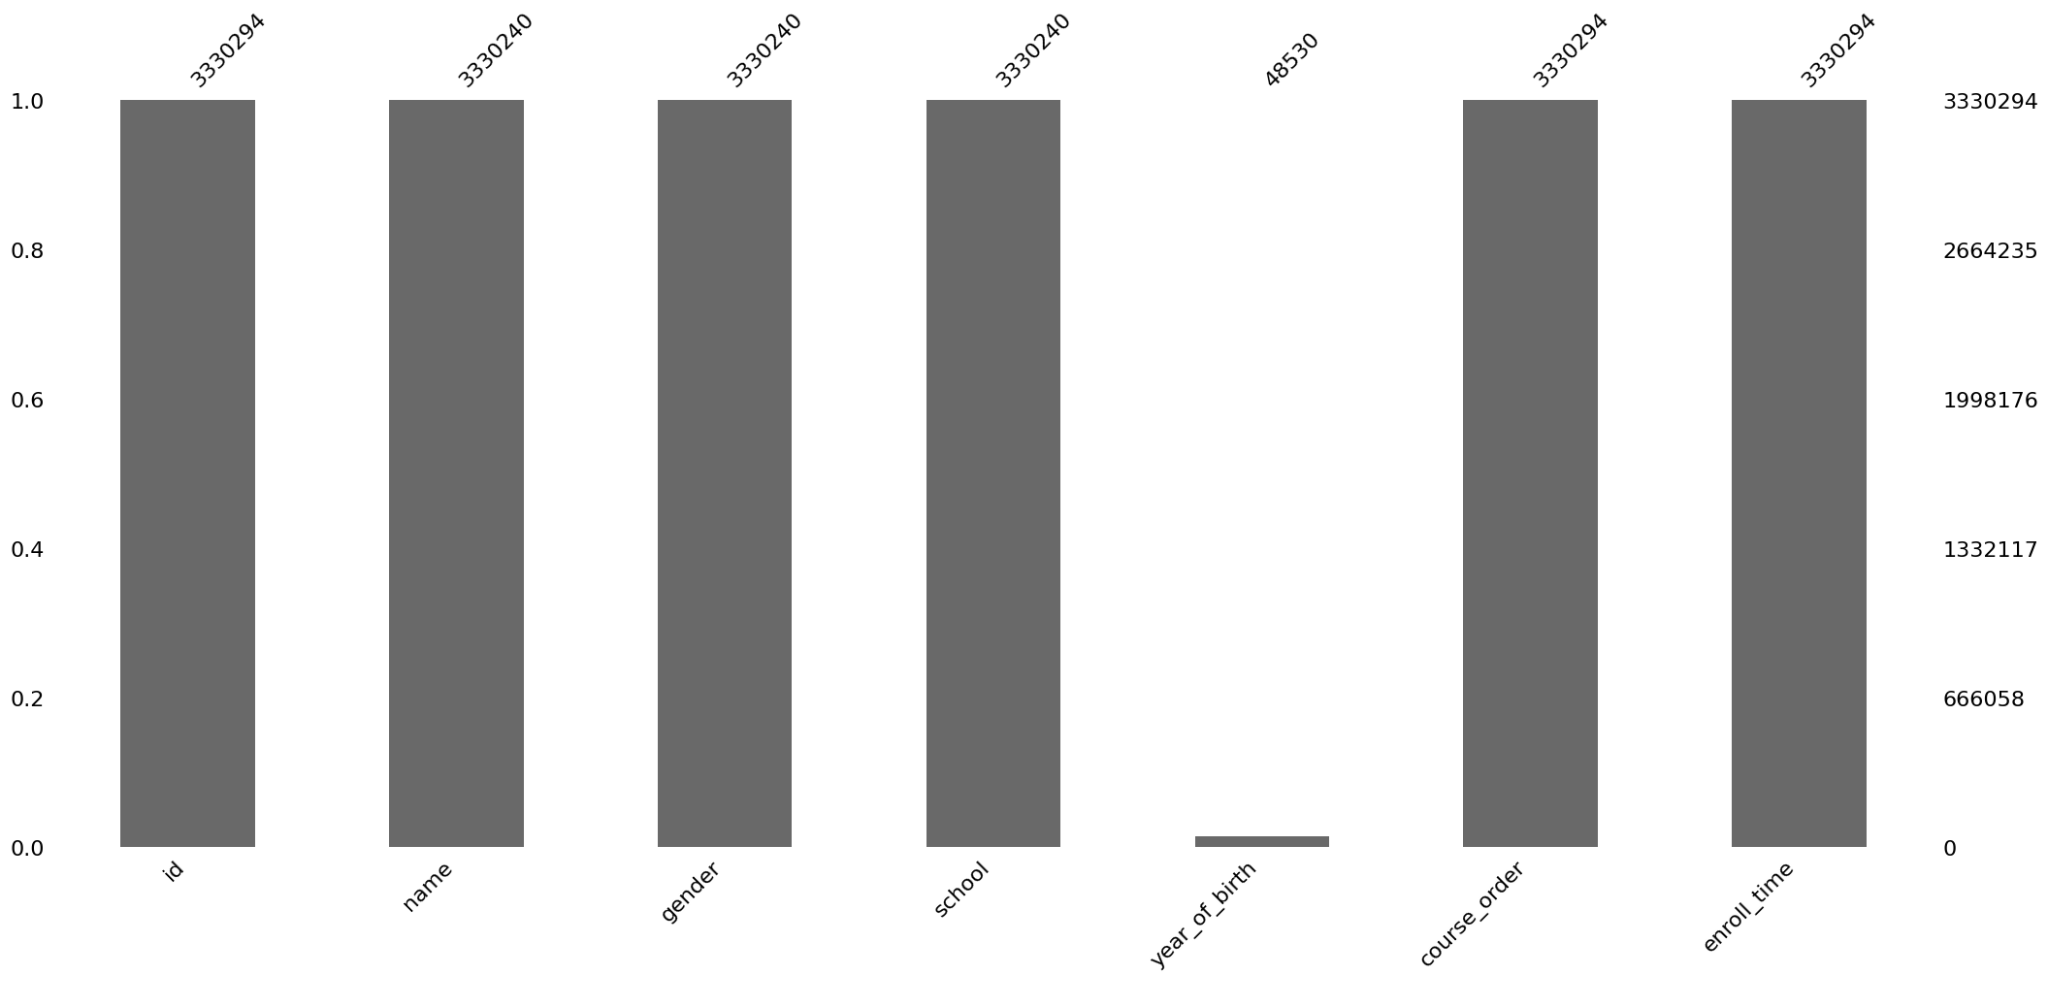 3330294
3330240
3330240
3330240
48530
3330294
3330294
1.0
3330294
0.8
2664235
0.6
1998176
0.4
1332117
0.2
666058
0.0
0
id
name
gender
school
year_of_birth
course_order
enroll_time